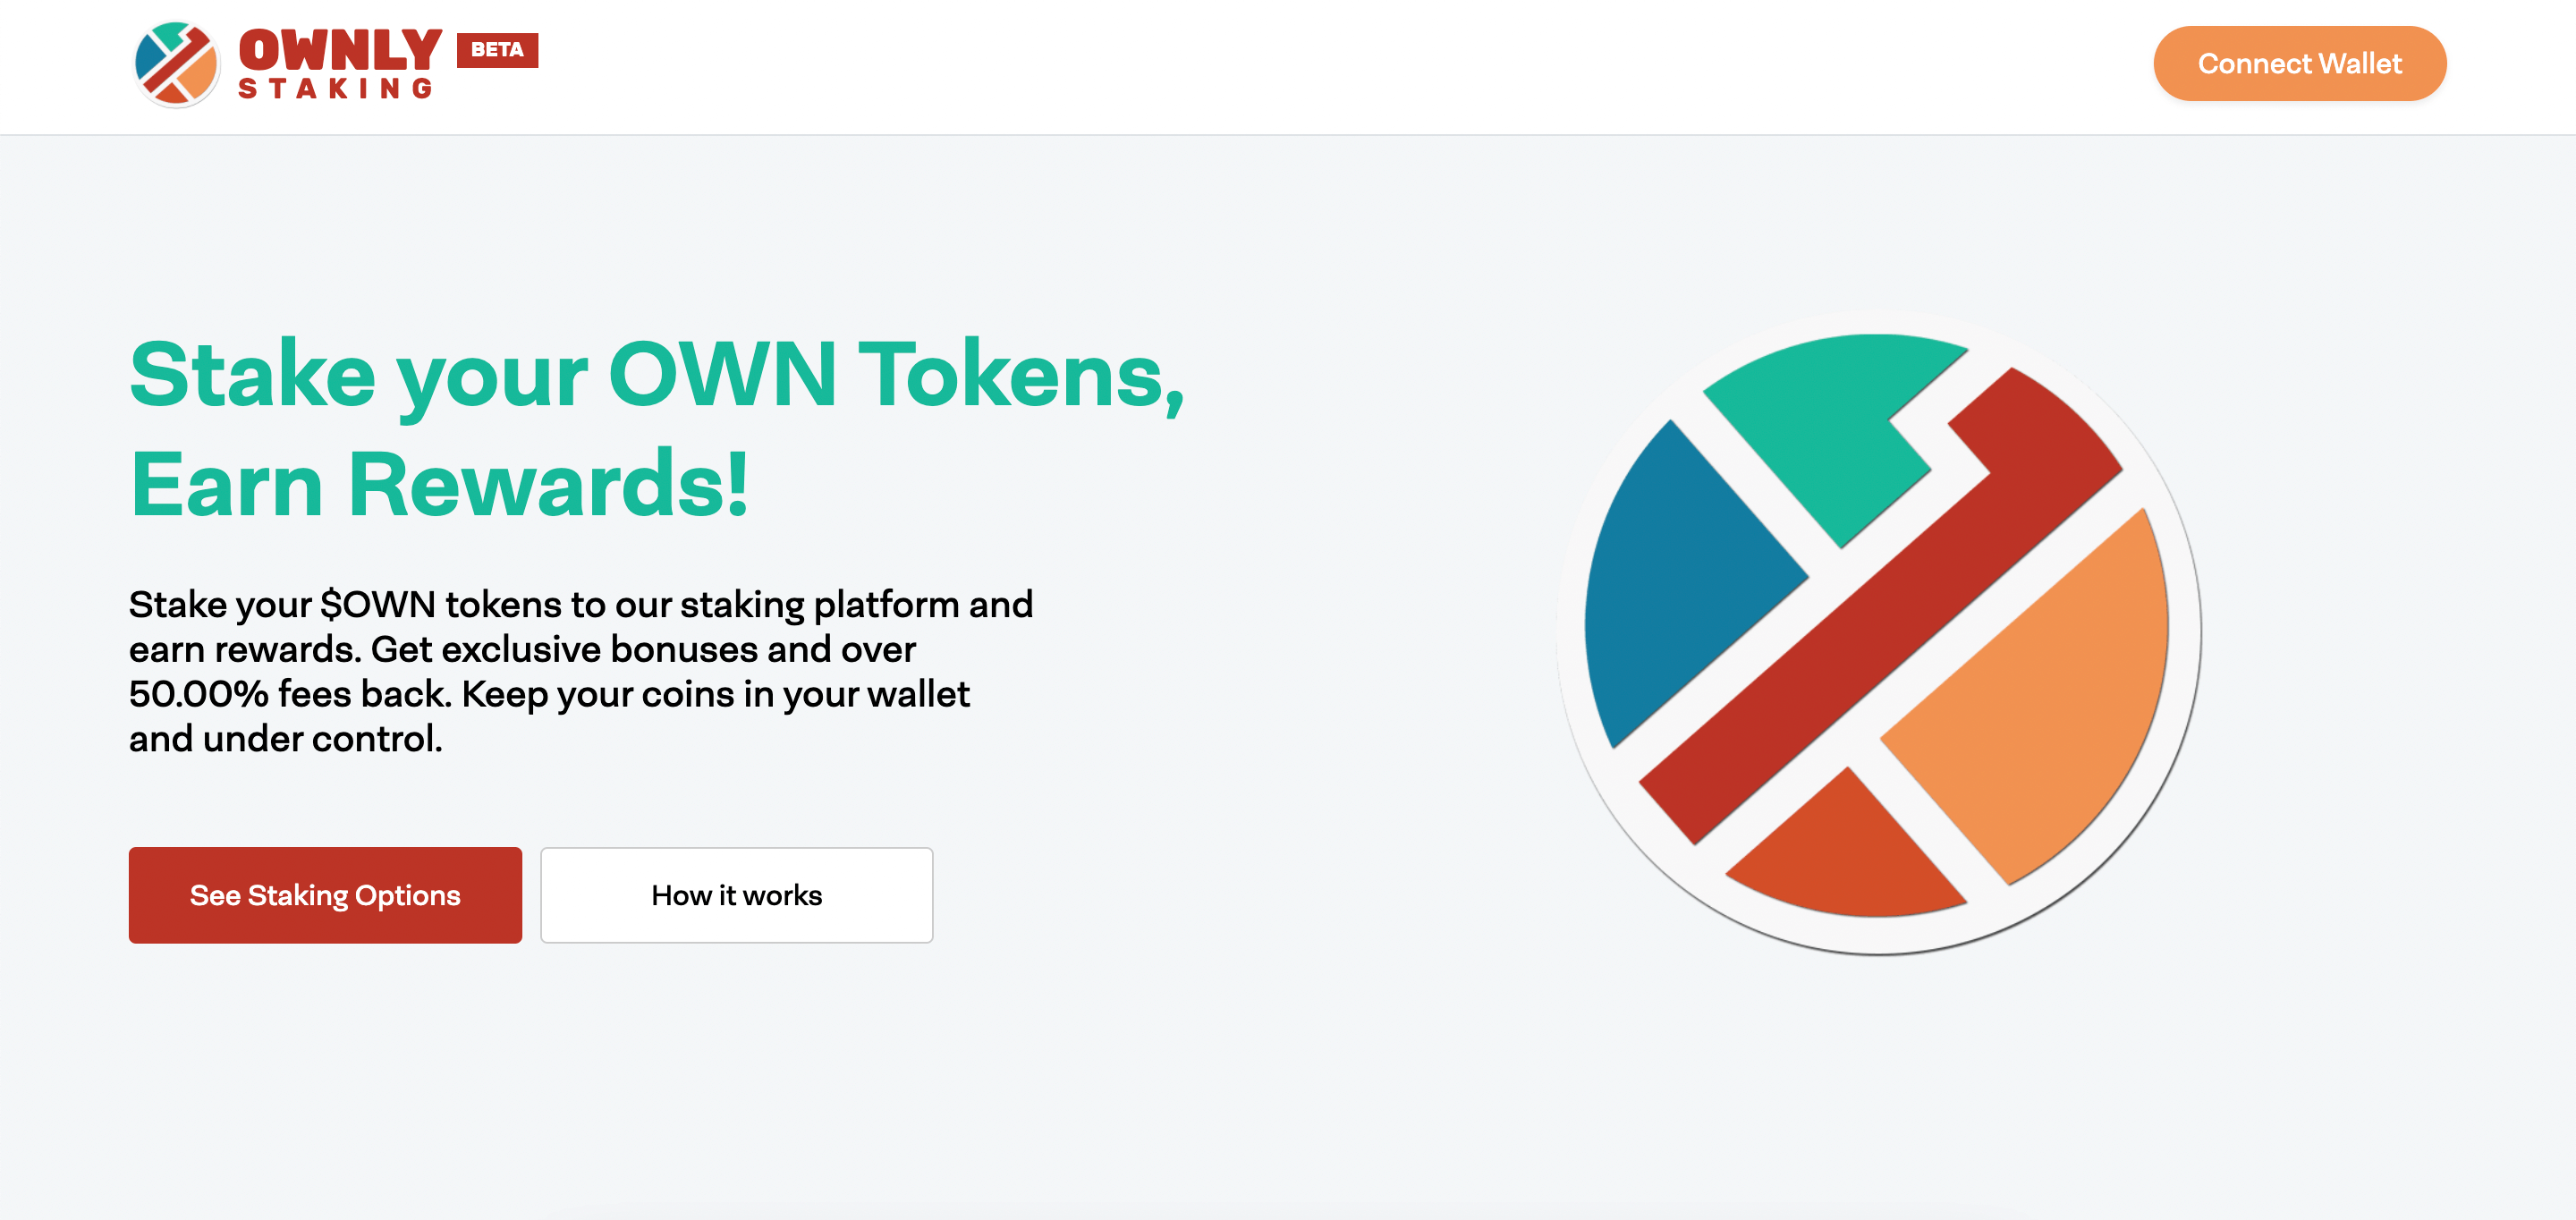 OWNLY BETA
STAKING
Connect Wallet
Stake your OWN Tokens,
Earn Rewards!
Stake your $OWN tokens to our staking platform and
earn rewards. Get exclusive bonuses and over
50.00% fees back. Keep your coins in your wallet
and under control.
See Staking Options
How it works